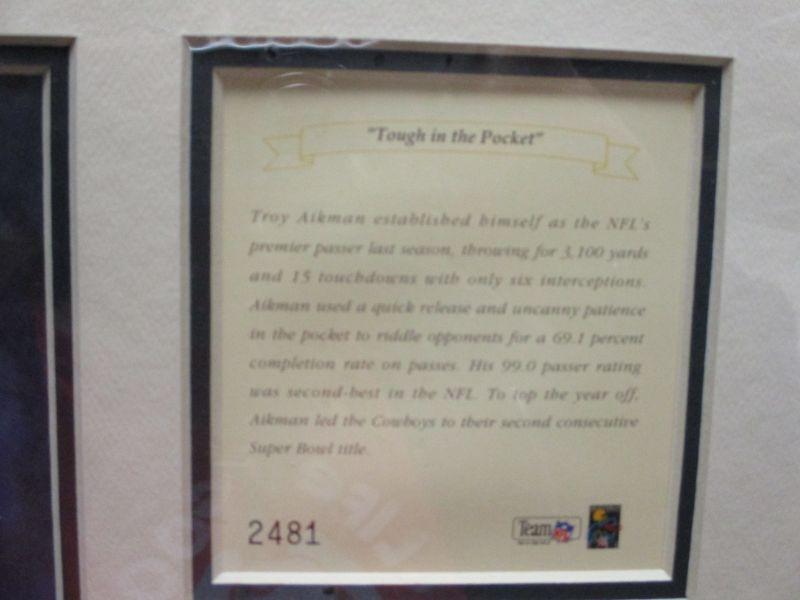 "Tough in the Pocket"
Troy Aikman established himself as the NFL's
premier passer last season, throwing for 3,100 yards
and 15 touchdowns with only six interceptions.
Aikman used a quick release and uncanny patience
in the pocket to riddle opponents for a 69.1 percent
completion rate on passes. His 99.0 passer rating
was second-best in the NFL. To top the year off,
Aikman led the Cowboys to their second consecutive
Super Bowl title.
2481
Team NFL